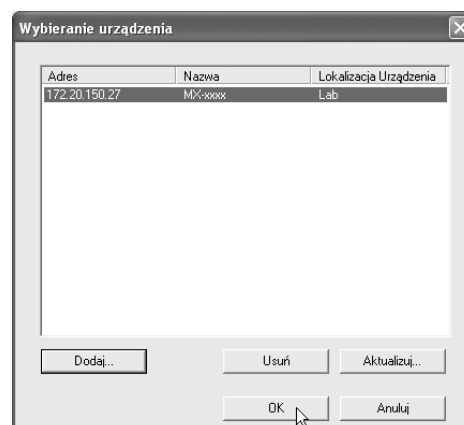 Wybieranie urządzenia
Adres Nazwa Lokalizacja Urządzenia
172.20.150.27 MX-xxxx Lab
Dodaj... Usuń Aktualizuj...
OK Anuluj